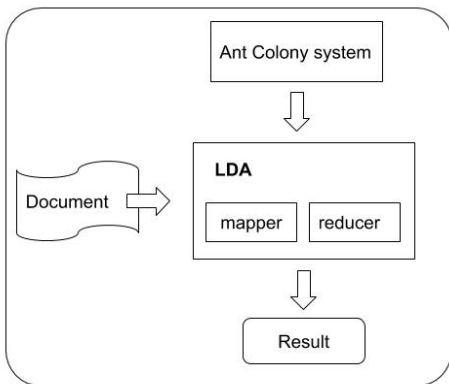 Ant Colony system
LDA
Document
mapper
reducer
Result